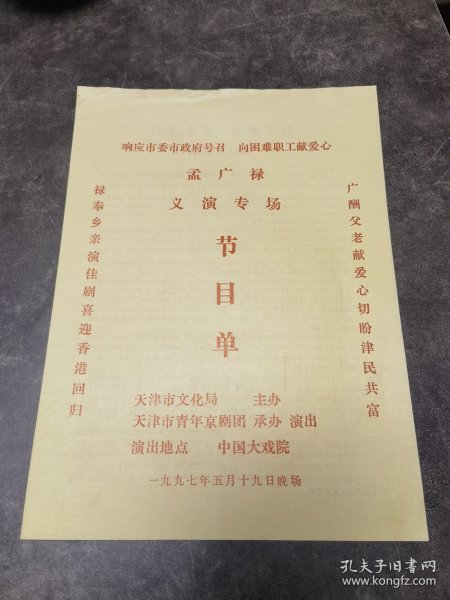 响应市委市政府号召 向困难职工献爱心
孟广禄
义演专场
节目单
广酬父老献爱心切盼津民共富
禄奉乡亲演佳剧喜迎香港回归
天津市文化局 主办
天津市青年京剧团 承办 演出
演出地点 中国大戏院
一九九七年五月十九日晚场
孔夫子旧书网
www.kongfz.com